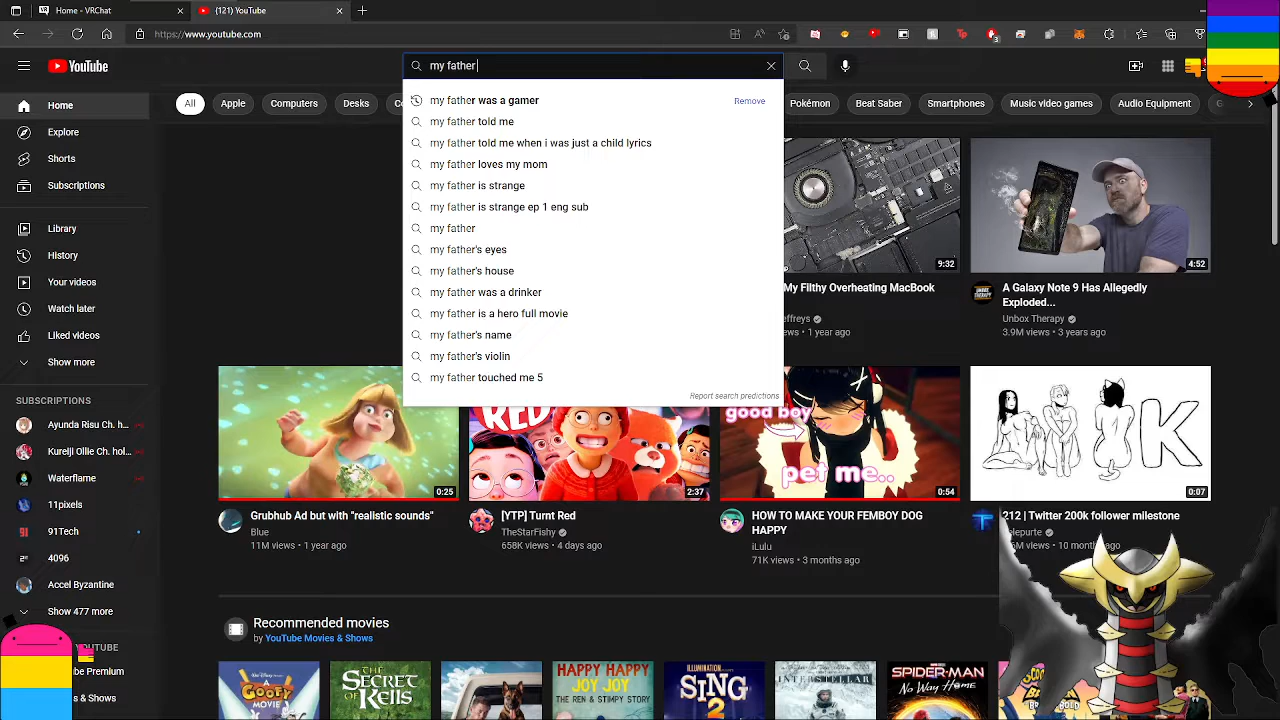 Home - VRChat
(121) YouTube
https://www.youtube.com
YouTube
my father
my father was a gamer
Remove
my father told me
my father told me when i was just a child lyrics
my father loves my mom
my father is strange
my father is strange ep 1 eng sub
my father
my father's eyes
my father's house
my father was a drinker
my father is a hero full movie
my father's name
my father's violin
my father touched me 5
Report search predictions
All
Apple
Computers
Desks
Pokémon
Beat Saber
Smartphones
Music video games
Audio Equipment
Home
Explore
Shorts
Subscriptions
Library
History
Your videos
Watch later
Liked videos
Show more
SUBSCRIPTIONS
Ayunda Risu Ch. h...
Kureiji Ollie Ch. hol...
Waterflame
11pixels
91Tech
4096
Accel Byzantine
Show 477 more
9:32
My Filthy Overheating MacBook
1 year ago
4:52
A Galaxy Note 9 Has Allegedly
Exploded...
Unbox Therapy
3.9M views • 3 years ago
0:25
Grubhub Ad but with "realistic sounds"
Blue
11M views • 1 year ago
RED
2:37
[YTP] Turnt Red
TheStarFishy
658K views • 4 days ago
good boy
pet me..
0:54
HOW TO MAKE YOUR FEMBOY DOG
HAPPY
iLulu
71K views • 3 months ago
K
0:07
212 | Twitter 200k follower milestone
Recommended movies
by YouTube Movies & Shows
A GOOFY
MOVIE
THE
SECRET
OF KELLS
HAPPY HAPPY
JOY JOY
THE REN & STIMPY STORY
ILLUMINATION
SING
2
INTERSTELLAR
SPIDER-MAN
NO WAY HOME